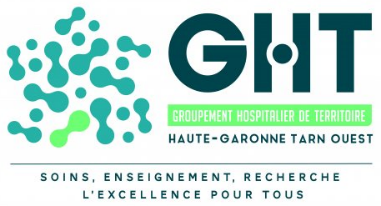 GHT
GROUPEMENT HOSPITALIER DE TERRITOIRE
HAUTE-GARONNE TARN OUEST
SOINS, ENSEIGNEMENT, RECHERCHE
L'EXCELLENCE POUR TOUS